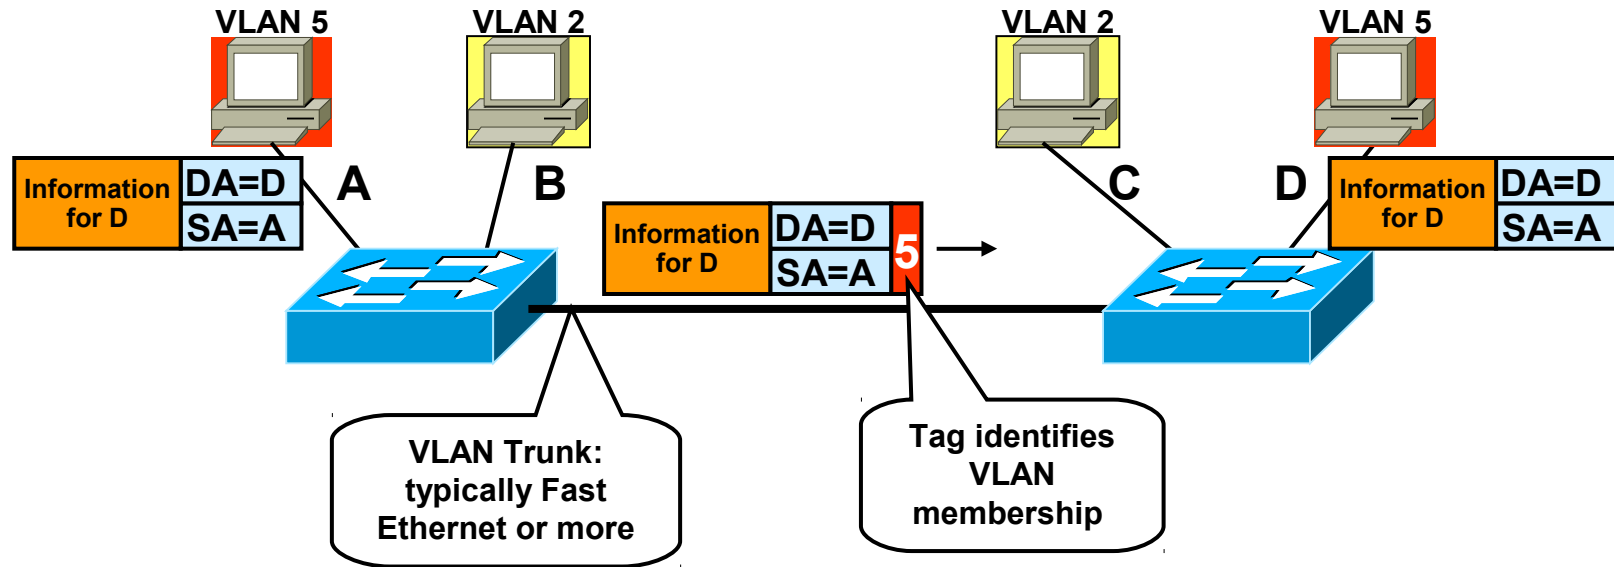 VLAN 5
VLAN 2
VLAN 2
VLAN 5
Information
for D
DA=D
SA=A
A
B
Information
for D
DA=D
SA=A
5
C
D
Information
for D
DA=D
SA=A
VLAN Trunk:
typically Fast
Ethernet or more
Tag identifies
VLAN
membership